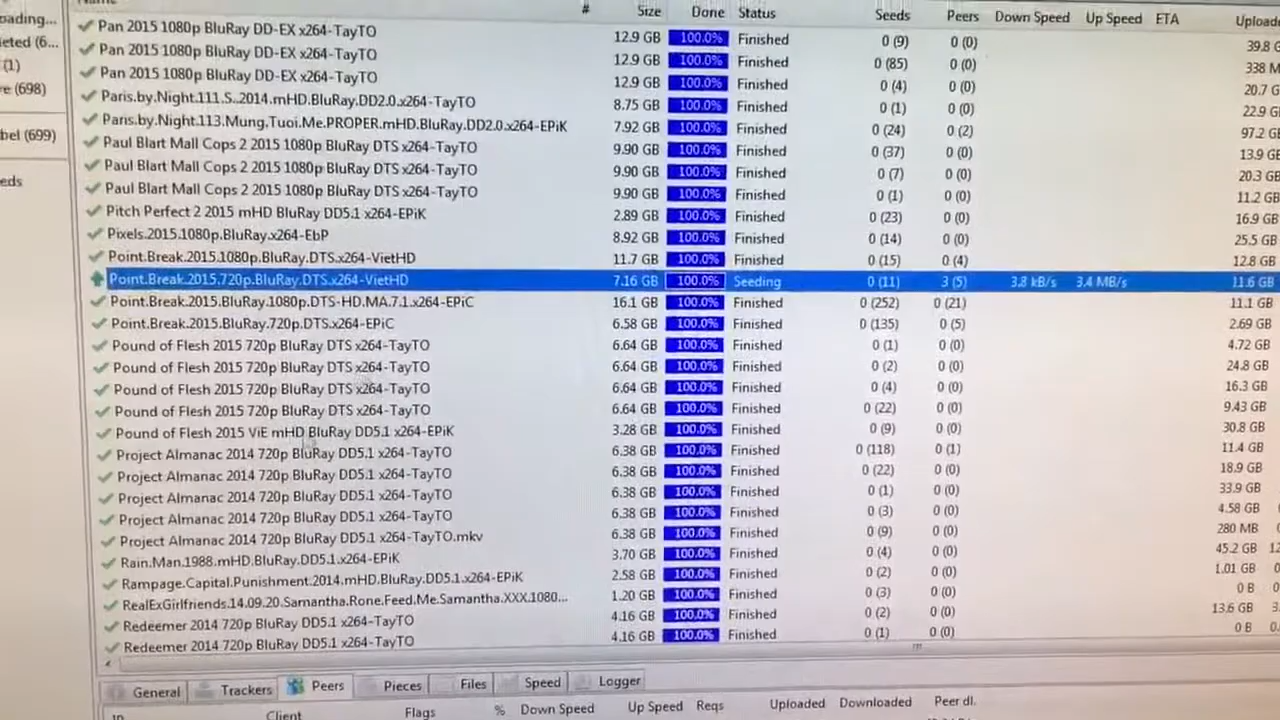 oading...
eted (6...
(1)
e (698)
bel (699)
eds
# Size Done Status Seeds Peers Down Speed Up Speed ETA Upload
Pan 2015 1080p BluRay DD-EX x264-TayTO 12.9 GB 100.0% Finished 0 (9) 0 (0) 39.8 G
Pan 2015 1080p BluRay DD-EX x264-TayTO 12.9 GB 100.0% Finished 0 (85) 0 (0) 338 M
Pan 2015 1080p BluRay DD-EX x264-TayTO 12.9 GB 100.0% Finished 0 (4) 0 (0) 20.7 G
Paris.by.Night.111.S..2014.mHD.BluRay.DD2.0.x264-TayTO 8.75 GB 100.0% Finished 0 (1) 0 (0) 22.9 G
Paris.by.Night.113.Mung.Tuoi.Me.PROPER.mHD.BluRay.DD2.0.x264-EPiK 7.92 GB 100.0% Finished 0 (24) 0 (2) 97.2 G
Paul Blart Mall Cops 2 2015 1080p BluRay DTS x264-TayTO 9.90 GB 100.0% Finished 0 (37) 0 (0) 13.9 G
Paul Blart Mall Cops 2 2015 1080p BluRay DTS x264-TayTO 9.90 GB 100.0% Finished 0 (7) 0 (0) 20.3 G
Paul Blart Mall Cops 2 2015 1080p BluRay DTS x264-TayTO 9.90 GB 100.0% Finished 0 (1) 0 (0) 11.2 GB
Pitch Perfect 2 2015 mHD BluRay DD5.1 x264-EPiK 2.89 GB 100.0% Finished 0 (23) 0 (0) 16.9 GB
Pixels.2015.1080p.BluRay.x264-EbP 8.92 GB 100.0% Finished 0 (14) 0 (0) 25.5 GB
Point.Break.2015.1080p.BluRay.DTS.x264-VietHD 11.7 GB 100.0% Finished 0 (15) 0 (4) 12.8 GB
Point.Break.2015.720p.BluRay.DTS.x264-VietHD 7.16 GB 100.0% Seeding 0 (11) 3 (5) 3.8 kB/s 3.4 MB/s 11.6 GB
Point.Break.2015.BluRay.1080p.DTS-HD.MA.7.1.x264-EPiC 16.1 GB 100.0% Finished 0 (252) 0 (21) 11.1 GB
Point.Break.2015.BluRay.720p.DTS.x264-EPiC 6.58 GB 100.0% Finished 0 (135) 0 (5) 2.69 GB
Pound of Flesh 2015 720p BluRay DTS x264-TayTO 6.64 GB 100.0% Finished 0 (1) 0 (0) 4.72 GB
Pound of Flesh 2015 720p BluRay DTS x264-TayTO 6.64 GB 100.0% Finished 0 (2) 0 (0) 24.8 GB
Pound of Flesh 2015 720p BluRay DTS x264-TayTO 6.64 GB 100.0% Finished 0 (4) 0 (0) 16.3 GB
Pound of Flesh 2015 720p BluRay DTS x264-TayTO 6.64 GB 100.0% Finished 0 (22) 0 (0) 9.43 GB
Pound of Flesh 2015 ViE mHD BluRay DD5.1 x264-EPiK 3.28 GB 100.0% Finished 0 (9) 0 (0) 30.8 GB
Project Almanac 2014 720p BluRay DD5.1 x264-TayTO 6.38 GB 100.0% Finished 0 (118) 0 (1) 11.4 GB
Project Almanac 2014 720p BluRay DD5.1 x264-TayTO 6.38 GB 100.0% Finished 0 (22) 0 (0) 18.9 GB
Project Almanac 2014 720p BluRay DD5.1 x264-TayTO 6.38 GB 100.0% Finished 0 (1) 0 (0) 33.9 GB
Project Almanac 2014 720p BluRay DD5.1 x264-TayTO 6.38 GB 100.0% Finished 0 (3) 0 (0) 4.58 GB
Project Almanac 2014 720p BluRay DD5.1 x264-TayTO.mkv 6.38 GB 100.0% Finished 0 (9) 0 (0) 280 MB
Rain.Man.1988.mHD.BluRay.DD5.1.x264-EPiK 3.70 GB 100.0% Finished 0 (4) 0 (0) 45.2 GB
Rampage.Capital.Punishment.2014.mHD.BluRay.DD5.1.x264-EPiK 2.58 GB 100.0% Finished 0 (2) 0 (0) 1.01 GB
RealExGirlfriends.14.09.20.Samantha.Rone.Feed.Me.Samantha.XXX.1080... 1.20 GB 100.0% Finished 0 (3) 0 (0) 0 B
Redeemer 2014 720p BluRay DD5.1 x264-TayTO 4.16 GB 100.0% Finished 0 (2) 0 (0) 13.6 GB
Redeemer 2014 720p BluRay DD5.1 x264-TayTO 4.16 GB 100.0% Finished 0 (1) 0 (0) 0 B
General Trackers Peers Pieces Files Speed Logger
Client Flags % Down Speed Up Speed Reqs Uploaded Downloaded Peer dl.